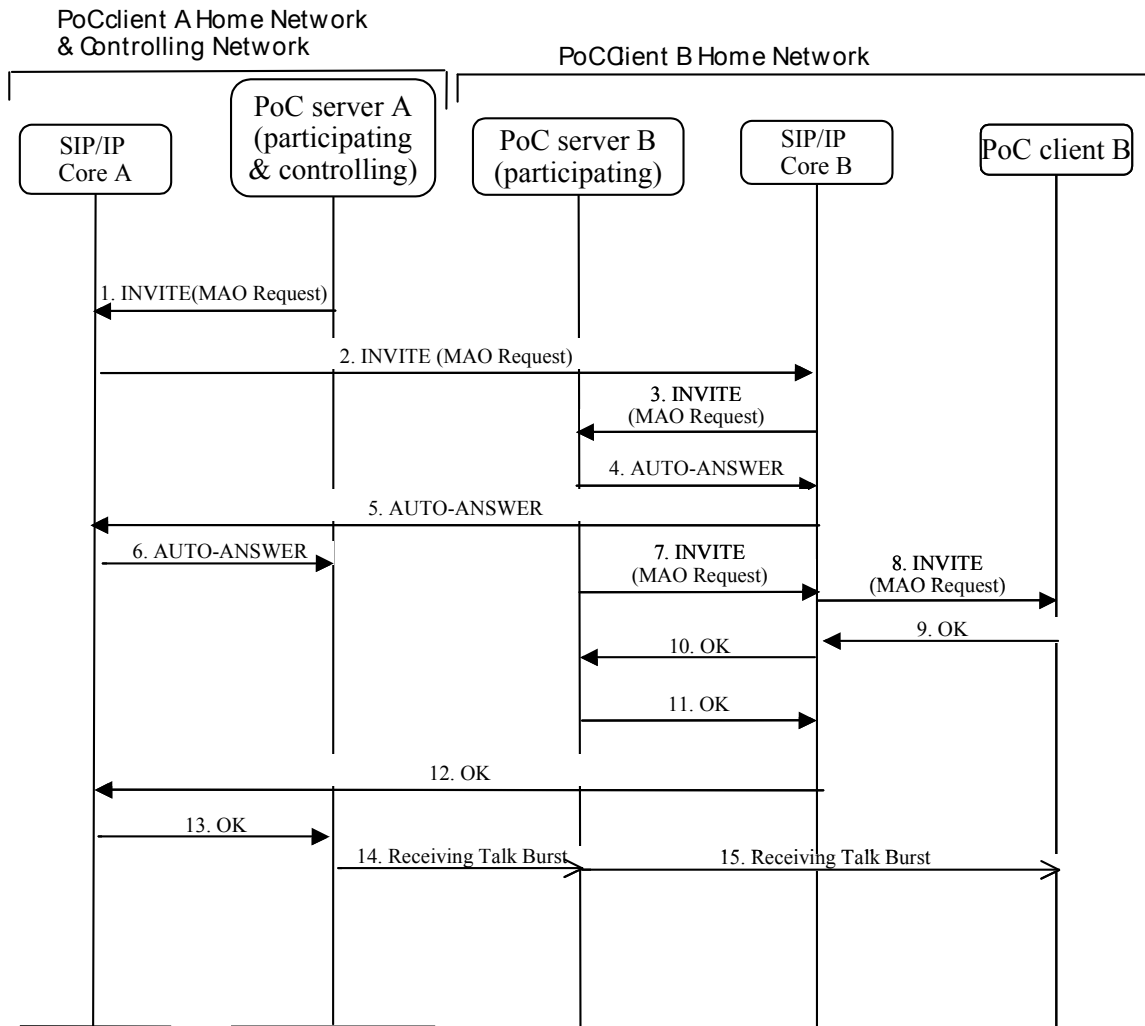 PoCclient A Home Network
& Controlling Network
PoCClient B Home Network
SIP/IP
Core A
PoC server A
(participating
& controlling)
PoC server B
(participating)
SIP/IP
Core B
PoC client B
1. INVITE(MAO Request)
2. INVITE (MAO Request)
3. INVITE
(MAO Request)
4. AUTO-ANSWER
5. AUTO-ANSWER
6. AUTO-ANSWER
7. INVITE
(MAO Request)
8. INVITE
(MAO Request)
9. OK
10. OK
11. OK
12. OK
13. OK
14. Receiving Talk Burst
15. Receiving Talk Burst